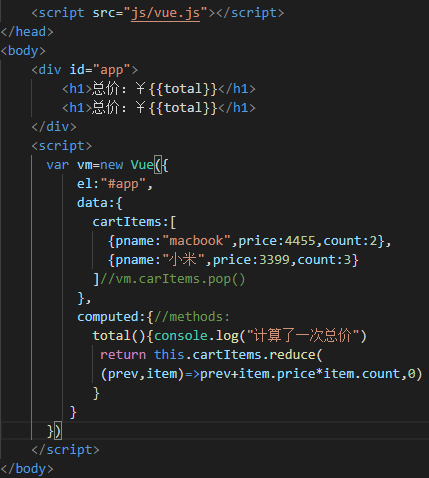 <script src="js/vue.js"></script>
</head>
<body>
<div id="app">
<h1>总价：￥{{total}}</h1>
<h1>总价：￥{{total}}</h1>
</div>
<script>
var vm=new Vue({
el:"#app",
data:{
cartItems:[
{pname:"macbook",price:4455,count:2},
{pname:"小米",price:3399,count:3}
]//vm.carItems.pop()
},
computed:{//methods:
total(){console.log("计算了一次总价")
return this.cartItems.reduce(
(prev,item)=>prev+item.price*item.count,0)
}
}
})
</script>
</body>